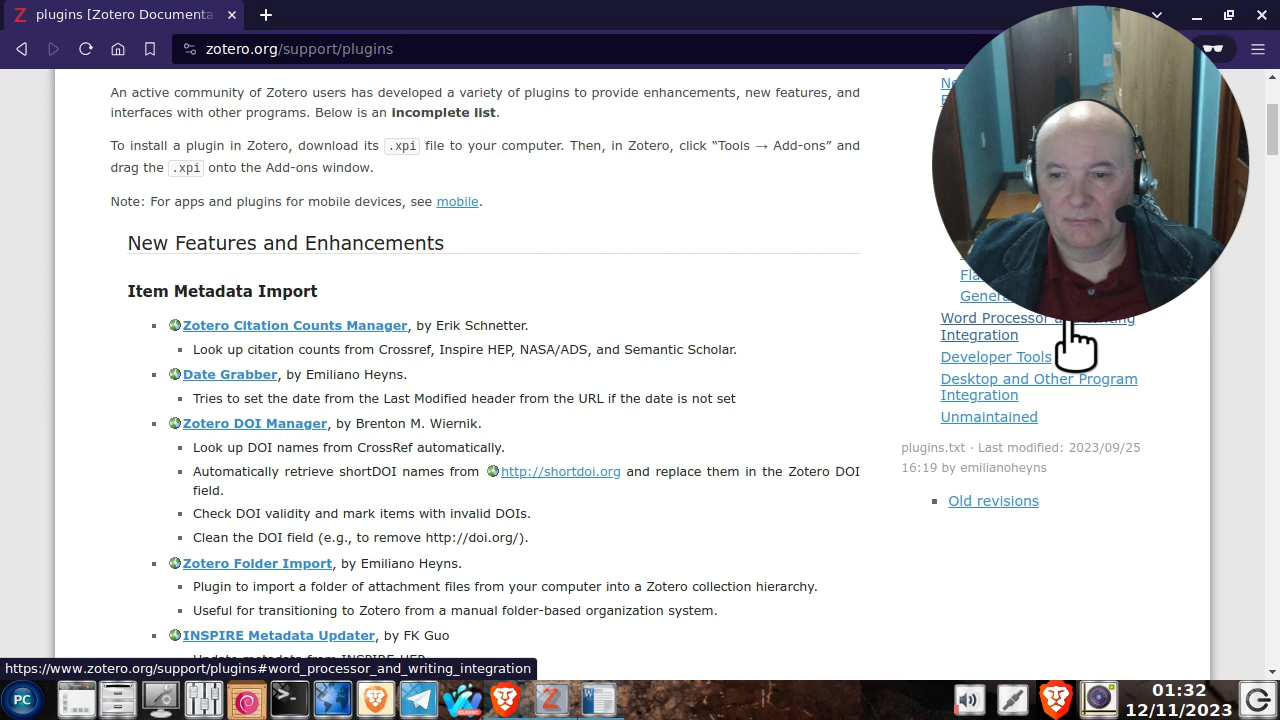 plugins [Zotero Documenta
zotero.org/support/plugins
An active community of Zotero users has developed a variety of plugins to provide enhancements, new features, and
interfaces with other programs. Below is an incomplete list.
To install a plugin in Zotero, download its .xpi file to your computer. Then, in Zotero, click “Tools → Add-ons” and
drag the .xpi onto the Add-ons window.
Note: For apps and plugins for mobile devices, see mobile.
New Features and Enhancements
Item Metadata Import
Zotero Citation Counts Manager, by Erik Schnetter.
Look up citation counts from Crossref, Inspire HEP, NASA/ADS, and Semantic Scholar.
Date Grabber, by Emiliano Heyns.
Tries to set the date from the Last Modified header from the URL if the date is not set
Zotero DOI Manager, by Brenton M. Wiernik.
Look up DOI names from CrossRef automatically.
Automatically retrieve shortDOI names from http://shortdoi.org and replace them in the Zotero DOI
field.
Check DOI validity and mark items with invalid DOIs.
Clean the DOI field (e.g., to remove http://doi.org/).
Zotero Folder Import, by Emiliano Heyns.
Plugin to import a folder of attachment files from your computer into a Zotero collection hierarchy.
Useful for transitioning to Zotero from a manual folder-based organization system.
INSPIRE Metadata Updater, by FK Guo
Update metadata from INSPIRE HEP
Word Processor and Writing
Integration
Developer Tools
Desktop and Other Program
Integration
Unmaintained
plugins.txt · Last modified: 2023/09/25
16:19 by emilianoheyns
Old revisions
https://www.zotero.org/support/plugins#word_processor_and_writing_integration
PC
01:32
12/11/2023